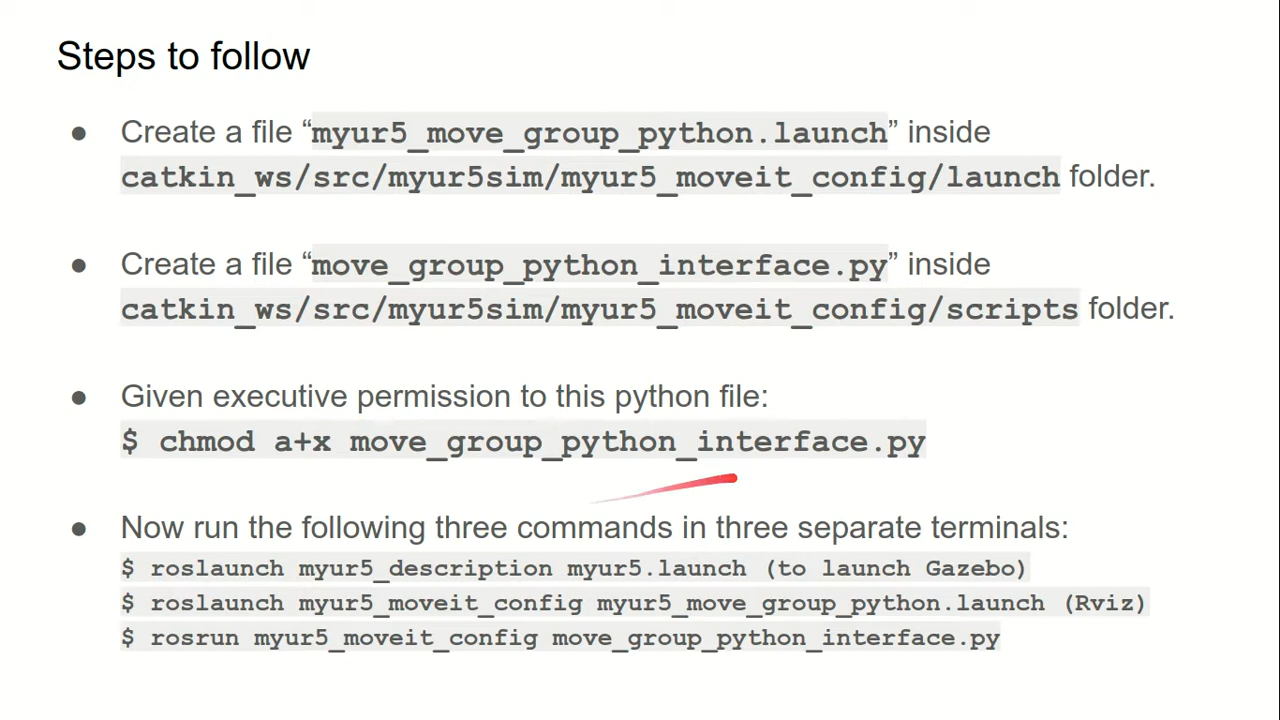 Steps to follow
● Create a file “myur5_move_group_python.launch” inside
catkin_ws/src/myur5sim/myur5_moveit_config/launch folder.
● Create a file “move_group_python_interface.py” inside
catkin_ws/src/myur5sim/myur5_moveit_config/scripts folder.
● Given executive permission to this python file:
$ chmod a+x move_group_python_interface.py
● Now run the following three commands in three separate terminals:
$ roslaunch myur5_description myur5.launch (to launch Gazebo)
$ roslaunch myur5_moveit_config myur5_move_group_python.launch (Rviz)
$ rosrun myur5_moveit_config move_group_python_interface.py